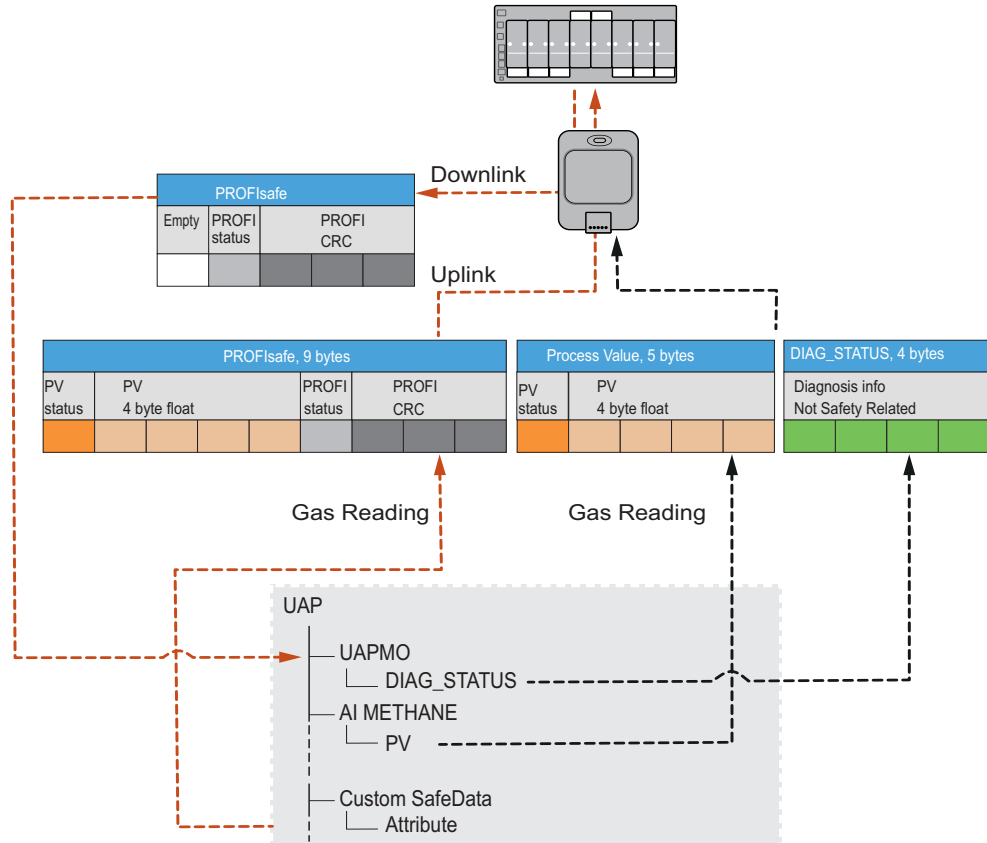 Downlink
PROFIsafe
Empty
PROFI
status
PROFI
CRC
Uplink
PROFIsafe, 9 bytes
PV
status
PV
4 byte float
PROFI
status
PROFI
CRC
Process Value, 5 bytes
PV
status
PV
4 byte float
DIAG_STATUS, 4 bytes
Diagnosis info
Not Safety Related
Gas Reading
Gas Reading
UAP
UAPMO
DIAG_STATUS
AI METHANE
PV
Custom SafeData
Attribute